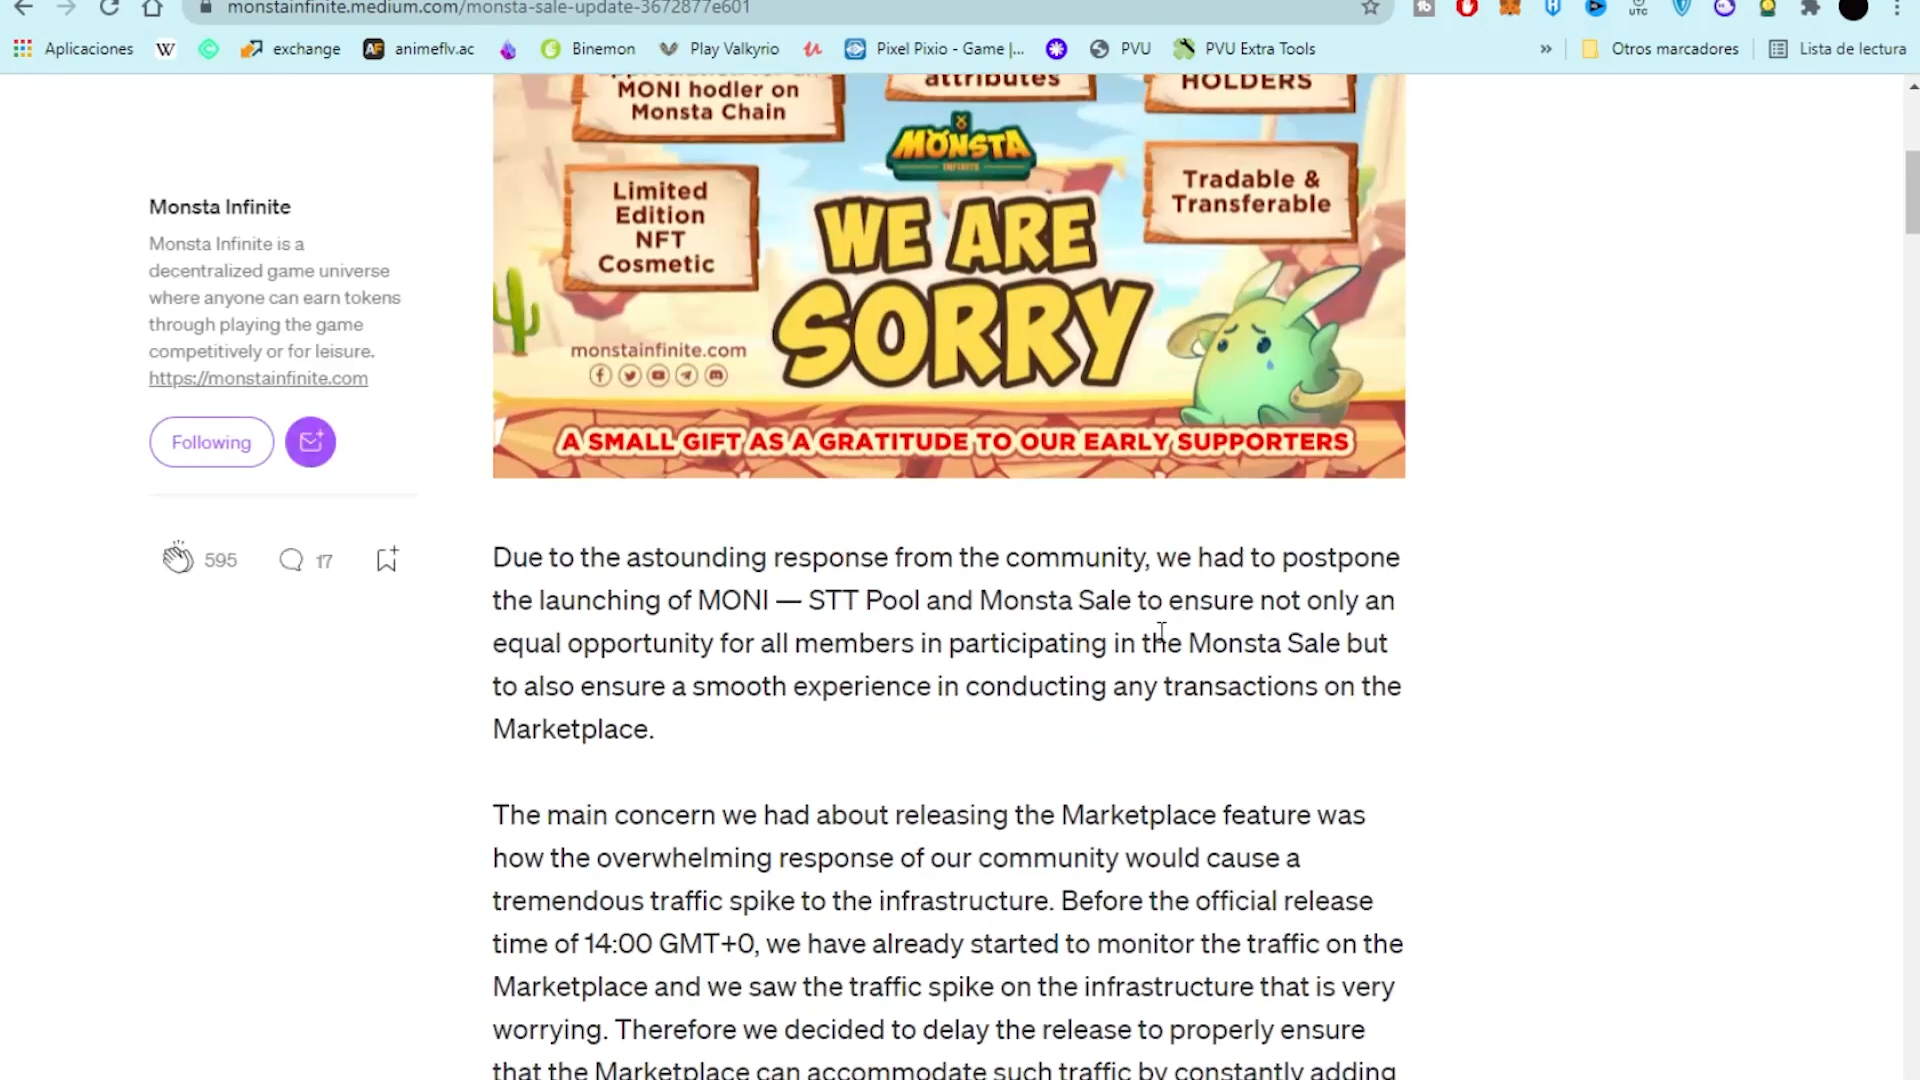 monstainfinite.medium.com/monsta-sale-update-3672877e601
Aplicaciones
W
exchange
AF
animeflv.ac
Binemon
Play Valkyrio
Pixel Pixio - Game |...
PVU
PVU Extra Tools
»
Otros marcadores
Lista de lectura
UTC
MONI hodler on
Monsta Chain
attributes
HOLDERS
MONSTA
INFINITE
Limited
Edition
NFT
Cosmetic
Tradable &
Transferable
WE ARE
SORRY
monstainfinite.com
A SMALL GIFT AS A GRATITUDE TO OUR EARLY SUPPORTERS
Monsta Infinite
Monsta Infinite is a
decentralized game universe
where anyone can earn tokens
through playing the game
competitively or for leisure.
https://monstainfinite.com
Following
595
17
Due to the astounding response from the community, we had to postpone
the launching of MONI — STT Pool and Monsta Sale to ensure not only an
equal opportunity for all members in participating in the Monsta Sale but
to also ensure a smooth experience in conducting any transactions on the
Marketplace.
The main concern we had about releasing the Marketplace feature was
how the overwhelming response of our community would cause a
tremendous traffic spike to the infrastructure. Before the official release
time of 14:00 GMT+0, we have already started to monitor the traffic on the
Marketplace and we saw the traffic spike on the infrastructure that is very
worrying. Therefore we decided to delay the release to properly ensure
that the Marketplace can accommodate such traffic by constantly adding